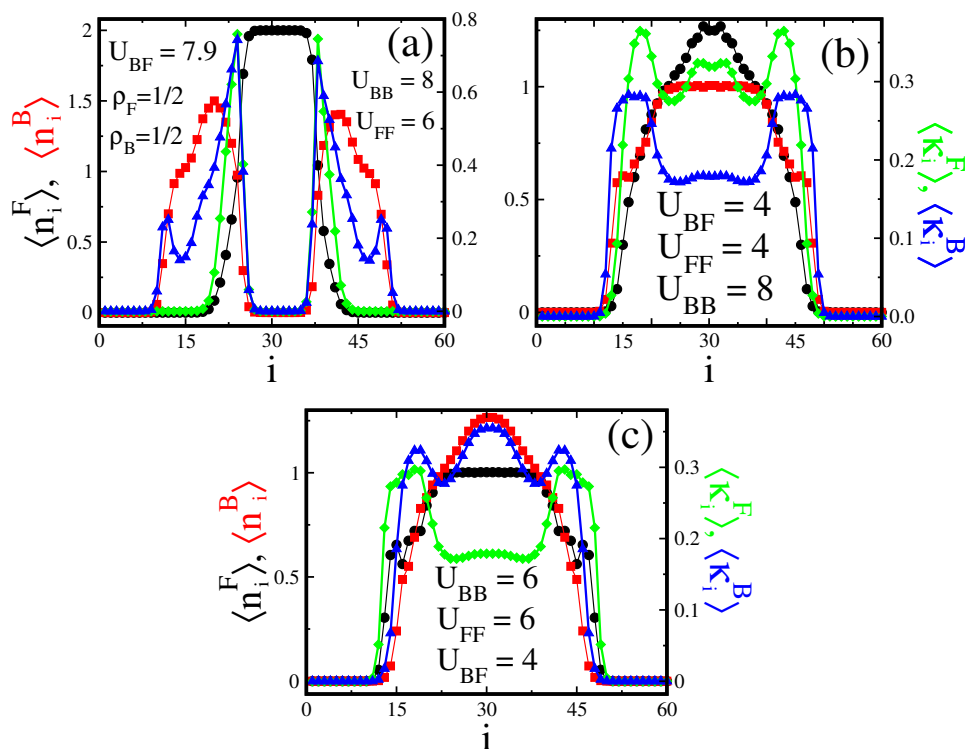 (a)
U_BF = 7.9
ρ_F=1/2
ρ_B=1/2
U_BB = 8
U_FF = 6
2
1.5
1
0.5
0
0.8
0.6
0.4
0.2
0
0
15
30
45
60
i
⟨n_i^F⟩, ⟨n_i^B⟩
(b)
U_BF = 4
U_FF = 4
U_BB = 8
1
0.5
0
0.3
0.2
0.1
0.0
0
15
30
45
60
i
⟨κ_i^F⟩, ⟨κ_i^B⟩
(c)
U_BB = 6
U_FF = 6
U_BF = 4
1
0.5
0
0.3
0.2
0.1
0
0
15
30
45
60
i
⟨n_i^F⟩, ⟨n_i^B⟩
⟨κ_i^F⟩, ⟨κ_i^B⟩